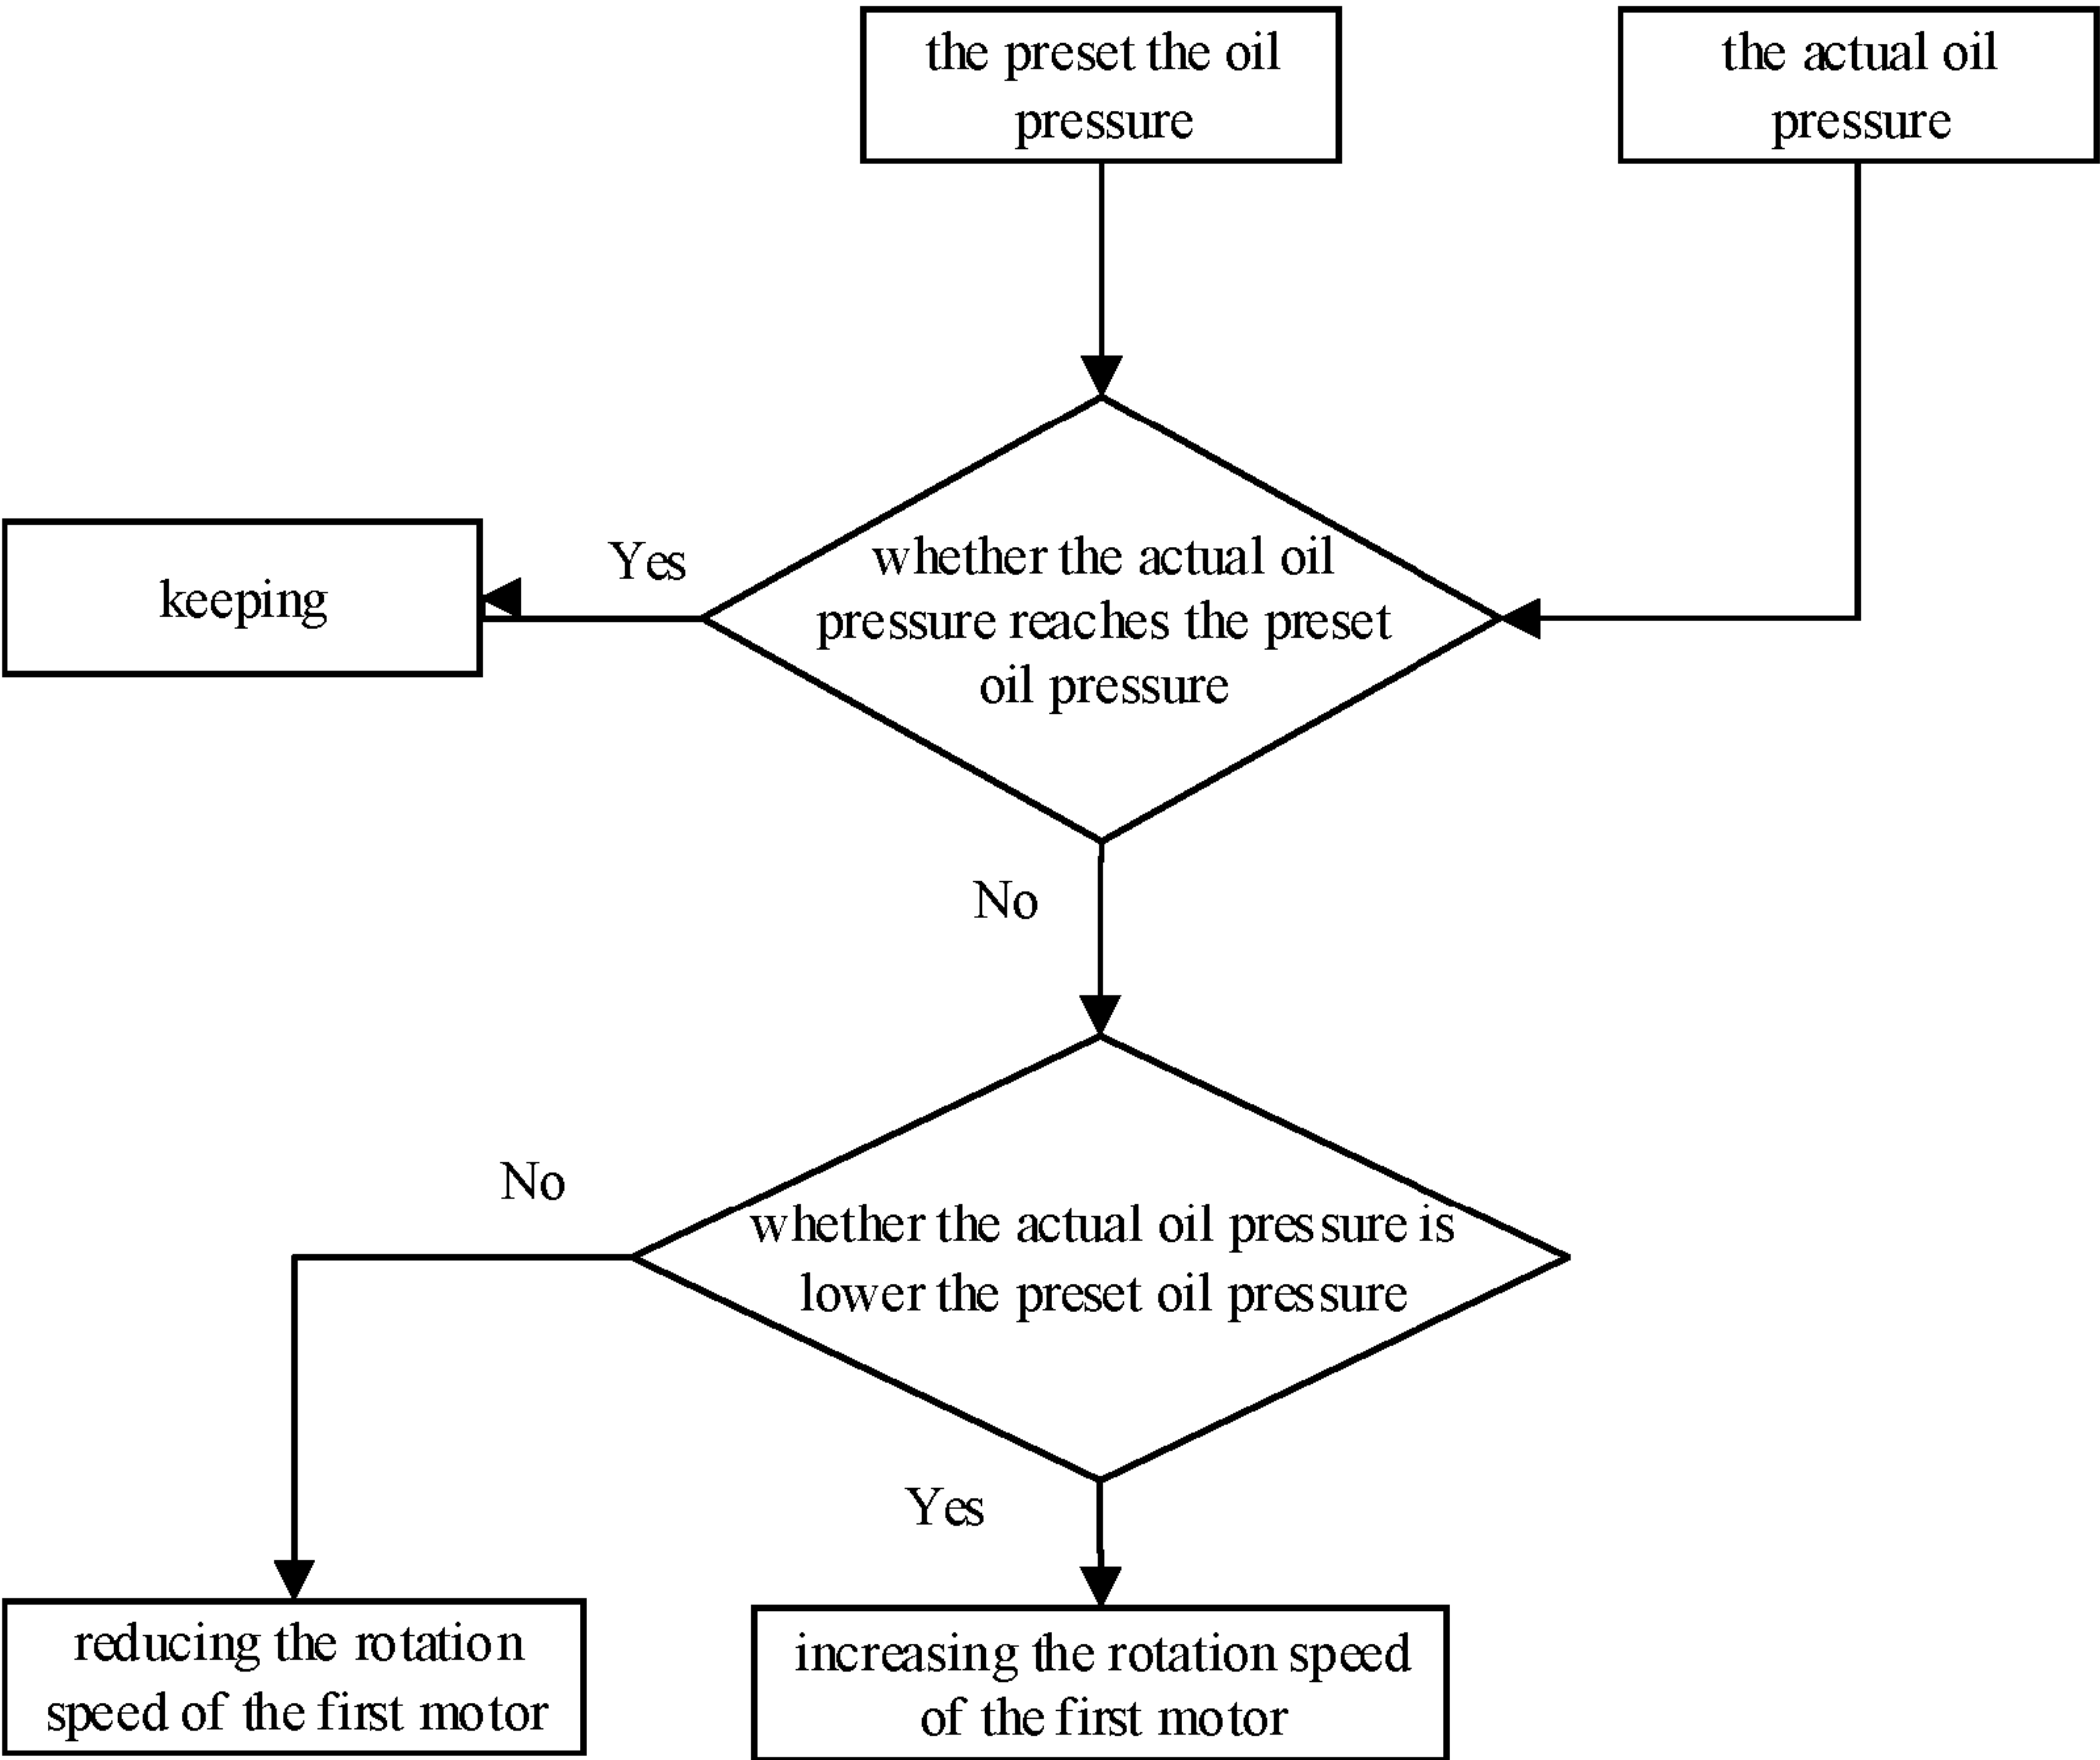 the preset the oil
pressure
the actual oil
pressure
whether the actual oil
pressure reaches the preset
oil pressure
Yes
keeping
No
whether the actual oil pressure is
lower the preset oil pressure
No
Yes
reducing the rotation
speed of the first motor
increasing the rotation speed
of the first motor